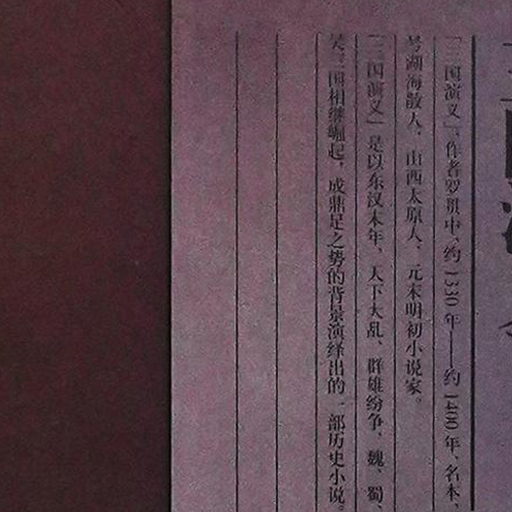 「三国演义」，作者罗贯中，约1330年——约1400年，名本，
号湖海散人，山西太原人，元末明初小说家。
「三国演义」是以东汉末年，天下大乱、群雄纷争，魏、蜀、
吴三国相继崛起，成鼎足之势的背景演绎出的一部历史小说。